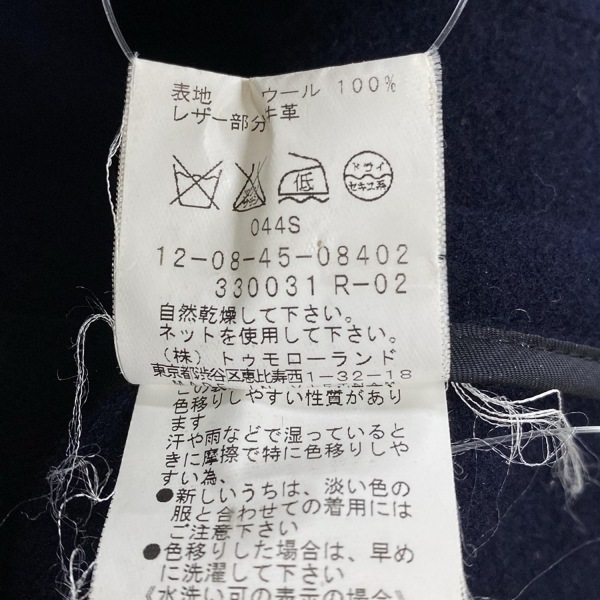 表地 ウール 100%
レザー部分 牛革
低
ドライ
セキユ系
044S
12-08-45-08402
330031 R-02
自然乾燥して下さい。
ネットを使用して下さい。
(株) トゥモローランド
東京都渋谷区恵比寿西1-32-18
色移りしやすい性質があり
ます
汗や雨などで湿っていると
きに摩擦で特に色移りしや
すい為、
●新しいうちは、淡い色の
服と合わせての着用には
ご注意下さい
●色移りした場合は、早め
に洗濯して下さい
《水洗い可の表示の場合》